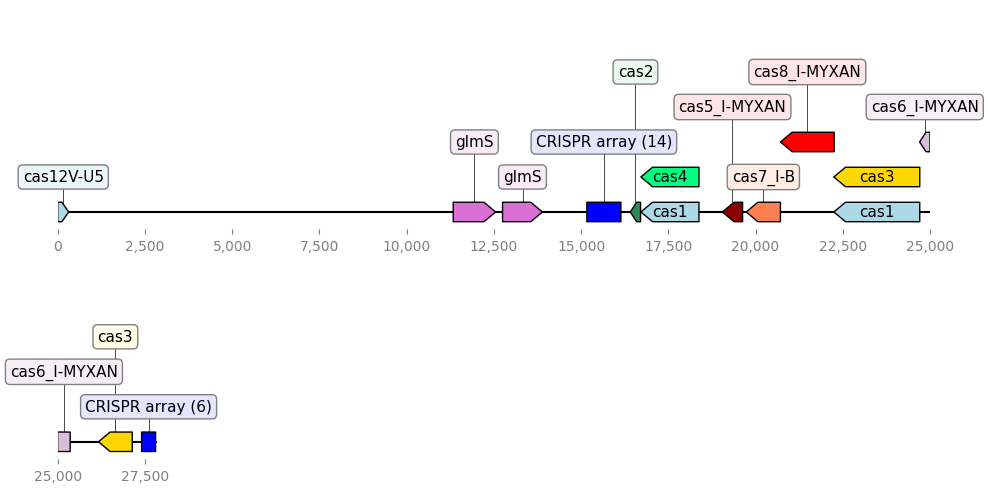 cas2
cas8_I-MYXAN
cas5_I-MYXAN
cas6_I-MYXAN
glmS
CRISPR array (14)
cas12V-U5
glmS
cas4
cas7_I-B
cas3
cas1
cas1
0
2,500
5,000
7,500
10,000
12,500
15,000
17,500
20,000
22,500
25,000
cas3
cas6_I-MYXAN
CRISPR array (6)
25,000
27,500